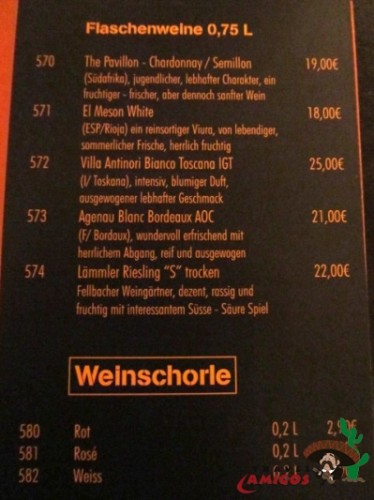 Flaschenweine 0,75 L
570 The Pavillon - Chardonnay / Semillon 19,00€
(Südafrika), jugendlicher, lebhafter Charakter, ein
fruchtiger - frischer, aber dennoch sanfter Wein
571 El Meson White 18,00€
(ESP/Rioja) ein reinsortiger Viura, von lebendiger,
sommerlicher Frische, herrlich fruchtig
572 Villa Antinori Bianco Toscana IGT 25,00€
(I/ Toskana), intensiv, blumiger Duft,
ausgewogener lebhafter Geschmack
573 Agenau Blanc Bordeaux AOC 21,00€
(F/ Bordaux), wundervoll erfrischend mit
herrlichem Abgang, reif und ausgewogen
574 Lämmler Riesling "S" trocken 22,00€
Fellbacher Weingärtner, dezent, rassig und
fruchtig mit interessantem Süsse - Säure Spiel
Weinschorle
580 Rot 0,2 L
581 Rosé 0,2 L
582 Weiss
AMIGOS